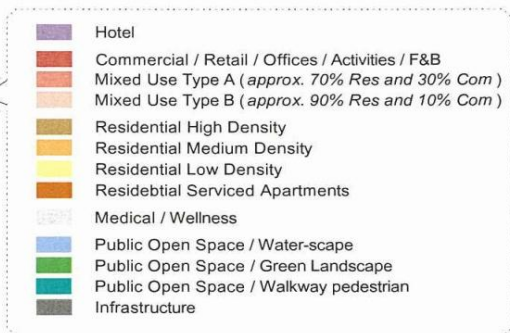 Hotel
Commercial / Retail / Offices / Activities / F&B
Mixed Use Type A (approx. 70% Res and 30% Com)
Mixed Use Type B (approx. 90% Res and 10% Com)
Residential High Density
Residential Medium Density
Residential Low Density
Residebtial Serviced Apartments
Medical / Wellness
Public Open Space / Water-scape
Public Open Space / Green Landscape
Public Open Space / Walkway pedestrian
Infrastructure